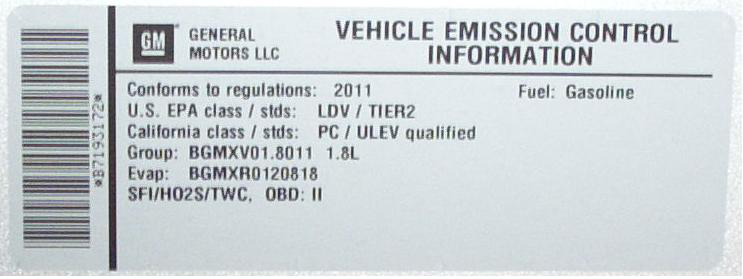 GM GENERAL MOTORS LLC
VEHICLE EMISSION CONTROL
INFORMATION
Conforms to regulations: 2011 Fuel: Gasoline
U.S. EPA class / stds: LDV / TIER2
California class / stds: PC / ULEV qualified
Group: BGMXV01.8011 1.8L
Evap: BGMXR0120818
SFI/HO2S/TWC, OBD: II
*B7193172*